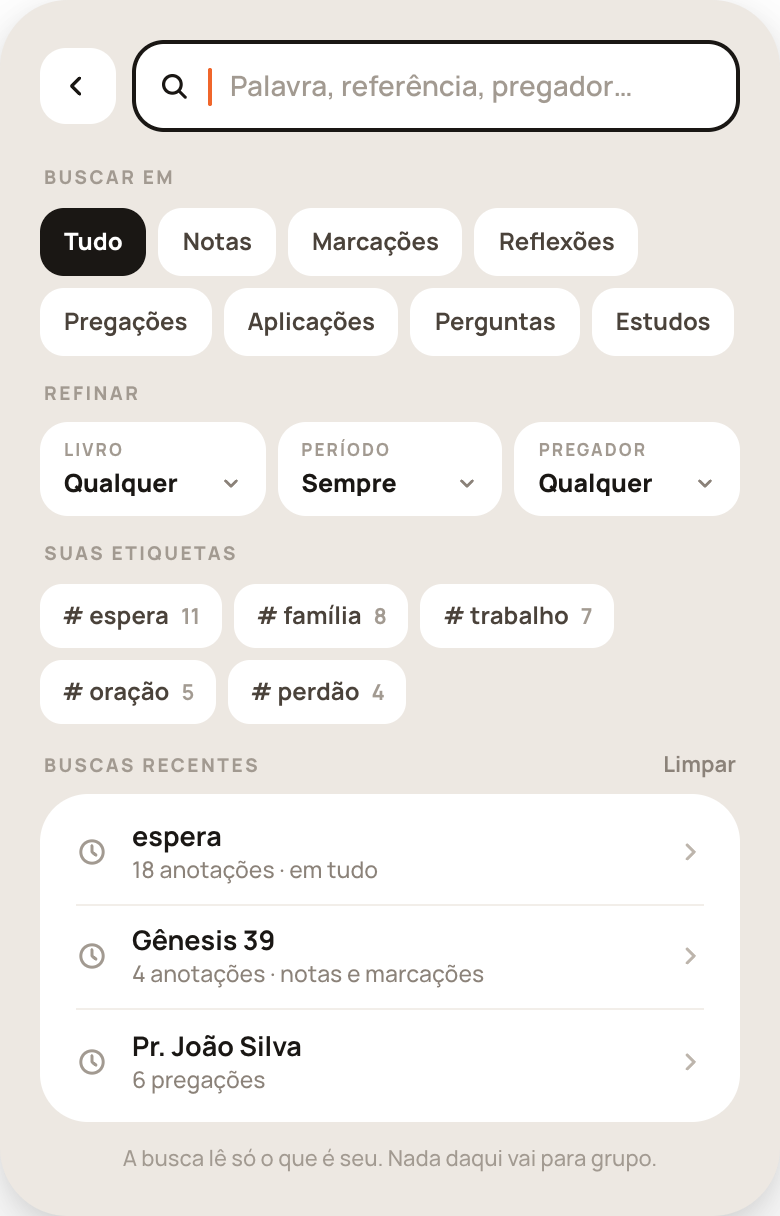 Palavra, referência, pregador…
BUSCAR EM
Tudo Notas Marcações Reflexões
Pregações Aplicações Perguntas Estudos
REFINAR
LIVRO PERÍODO PREGADOR
Qualquer Sempre Qualquer
SUAS ETIQUETAS
# espera 11 # família 8 # trabalho 7
# oração 5 # perdão 4
BUSCAS RECENTES Limpar
espera
18 anotações · em tudo
Gênesis 39
4 anotações · notas e marcações
Pr. João Silva
6 pregações
A busca lê só o que é seu. Nada daqui vai para grupo.